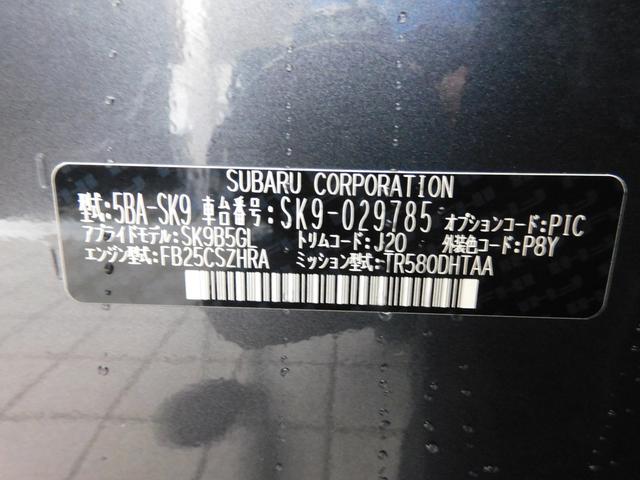 SUBARU CORPORATION
型式:5BA-SK9 車台番号:SK9-029785 オプションコード:PIC
アプライドモデル:SK9B5GL トリムコード:J20 外装色コード:P8Y
エンジン型式:FB25CSZHRA ミッション型式:TR580DHTAA